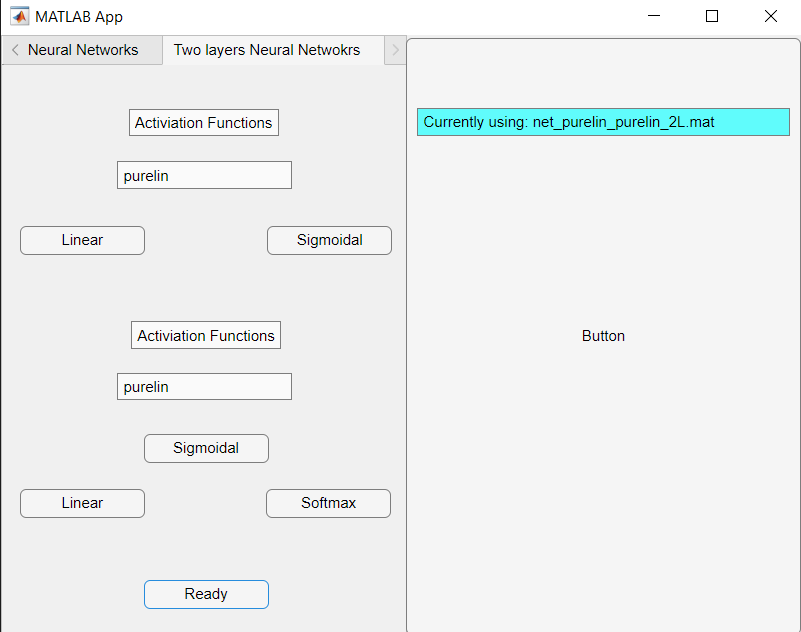 MATLAB App
Neural Networks
Two layers Neural Netwokrs
Activiation Functions
purelin
Linear
Sigmoidal
Activiation Functions
purelin
Sigmoidal
Linear
Softmax
Ready
Currently using: net_purelin_purelin_2L.mat
Button